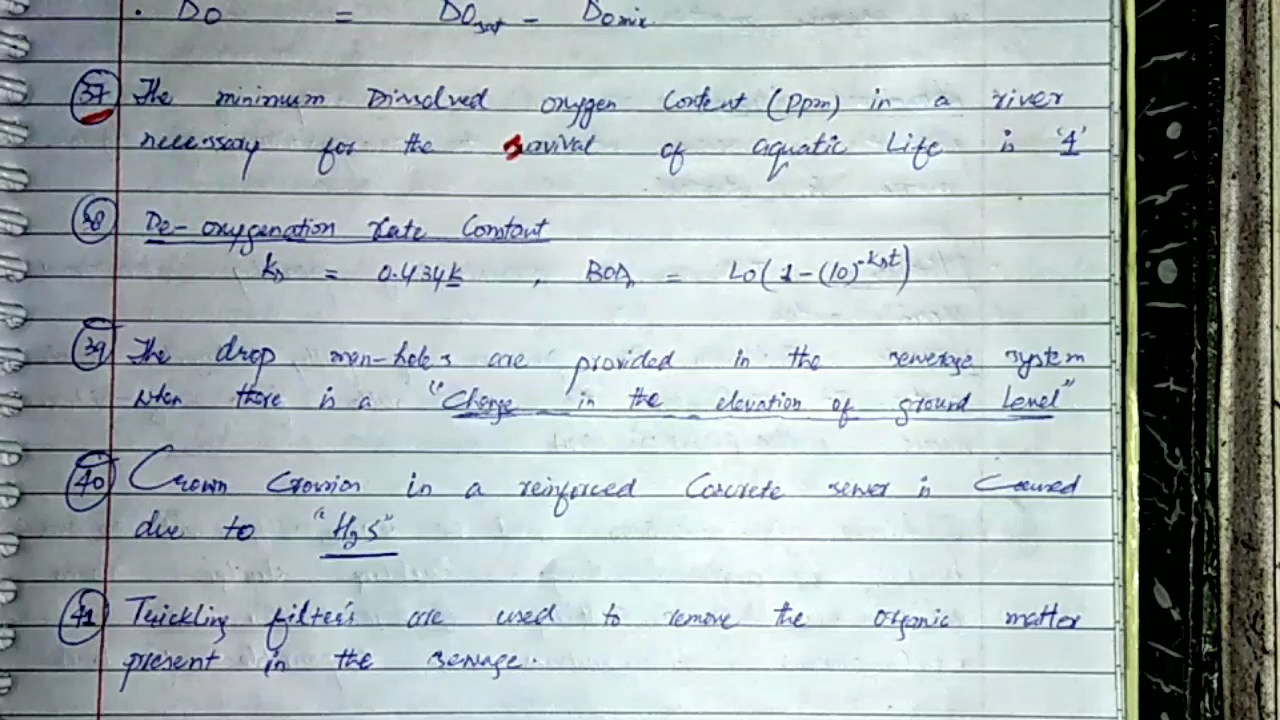 . DO = DOsat - Domix.
37 The minimum Dissolved oxygen Content (ppm) in a river
necessary for the survival of aquatic Life is '4'
38 De-oxygenation rate Constant
kD = 0.434k , BOD5 = Lo(1-(10)^-kDt)
39 The drop man-holes are provided in the sewerage system
when there is a "Change in the elevation of ground Level"
40 Crown Crossion in a reinforced Concrete sewer is Caused
due to "H2S"
41 Trickling filter's are used to remove the organic matter
present in the sewage.